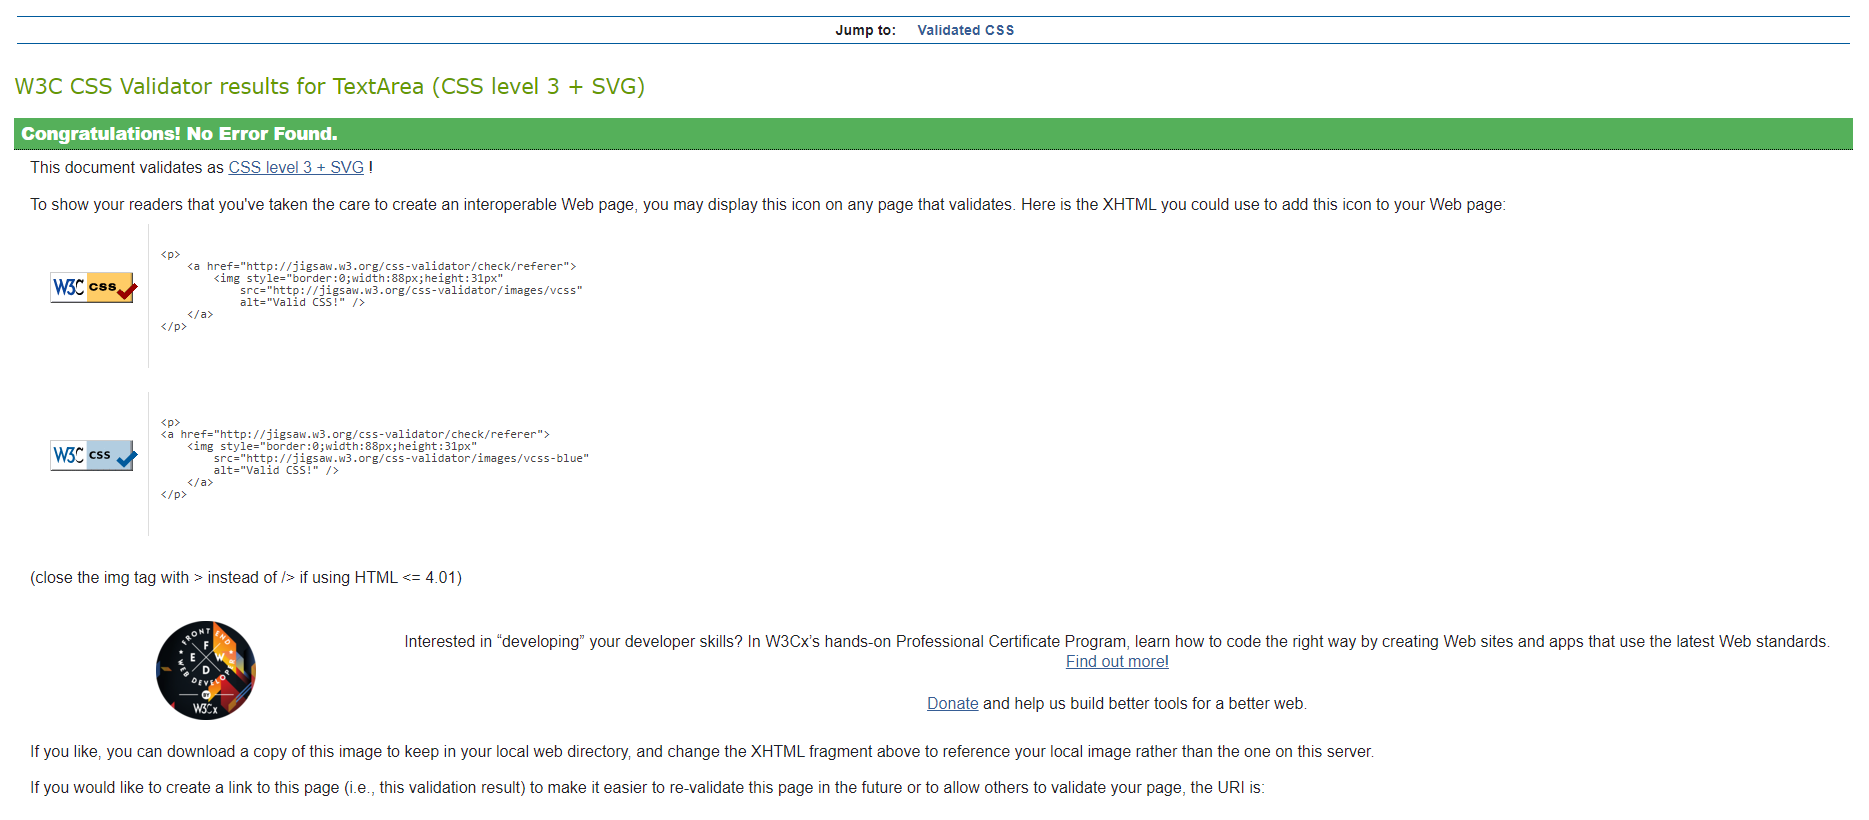 Jump to: Validated CSS
W3C CSS Validator results for TextArea (CSS level 3 + SVG)
Congratulations! No Error Found.
This document validates as CSS level 3 + SVG !
To show your readers that you've taken the care to create an interoperable Web page, you may display this icon on any page that validates. Here is the XHTML you could use to add this icon to your Web page:
W3C css
<p>
    <a href="http://jigsaw.w3.org/css-validator/check/referer">
        <img style="border:0;width:88px;height:31px"
            src="http://jigsaw.w3.org/css-validator/images/vcss"
            alt="Valid CSS!" />
    </a>
</p>
W3C css
<p>
<a href="http://jigsaw.w3.org/css-validator/check/referer">
    <img style="border:0;width:88px;height:31px"
        src="http://jigsaw.w3.org/css-validator/images/vcss-blue"
        alt="Valid CSS!" />
    </a>
</p>
(close the img tag with > instead of /> if using HTML <= 4.01)
FRONT END
F
E W
D
WEB DEVELOPER
BY
W3Cx
Interested in “developing” your developer skills? In W3Cx’s hands-on Professional Certificate Program, learn how to code the right way by creating Web sites and apps that use the latest Web standards.
Find out more!
Donate and help us build better tools for a better web.
If you like, you can download a copy of this image to keep in your local web directory, and change the XHTML fragment above to reference your local image rather than the one on this server.
If you would like to create a link to this page (i.e., this validation result) to make it easier to re-validate this page in the future or to allow others to validate your page, the URI is: